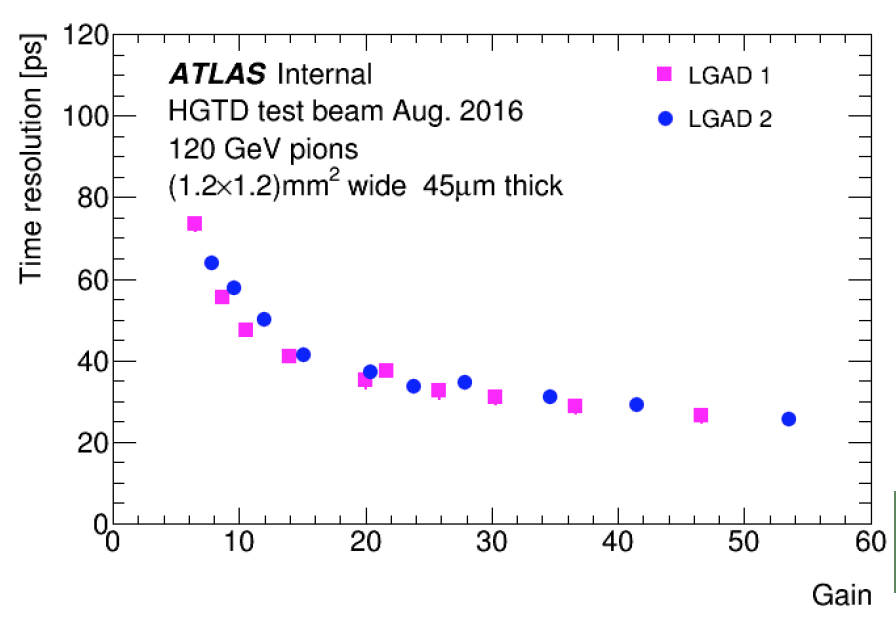 120
100
80
60
40
20
0
Time resolution [ps]
ATLAS Internal
HGTD test beam Aug. 2016
120 GeV pions
(1.2×1.2)mm² wide 45μm thick
LGAD 1
LGAD 2
0 10 20 30 40 50 60
Gain